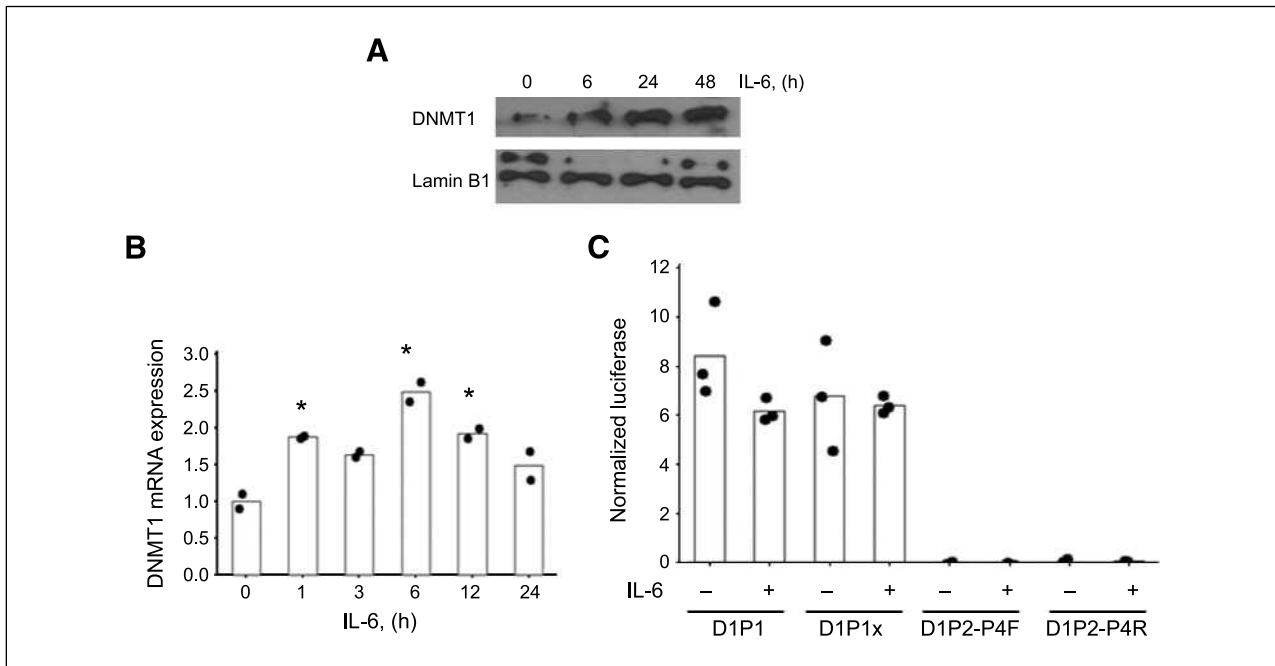 A
0 6 24 48 IL-6, (h)
DNMT1
Lamin B1
B
DNMT1 mRNA expression
3.0
2.5
2.0
1.5
1.0
0.5
0.0
* * *
0 1 3 6 12 24
IL-6, (h)
C
Normalized luciferase
12
10
8
6
4
2
0
IL-6 – + – + – + – +
D1P1 D1P1x D1P2-P4F D1P2-P4R